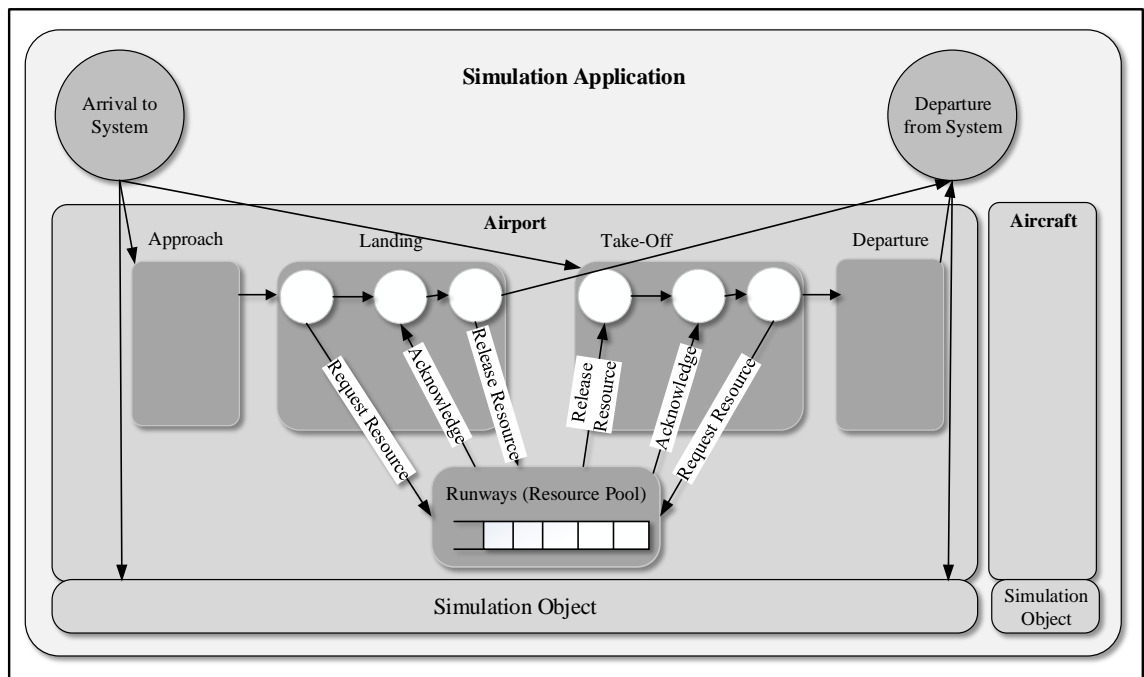 Simulation Application
Arrival to
System
Departure
from System
Airport
Aircraft
Approach
Landing
Take-Off
Departure
Request Resource
Acknowledge
Release Resource
Release
Resource
Acknowledge
Request Resource
Runways (Resource Pool)
Simulation Object
Simulation
Object